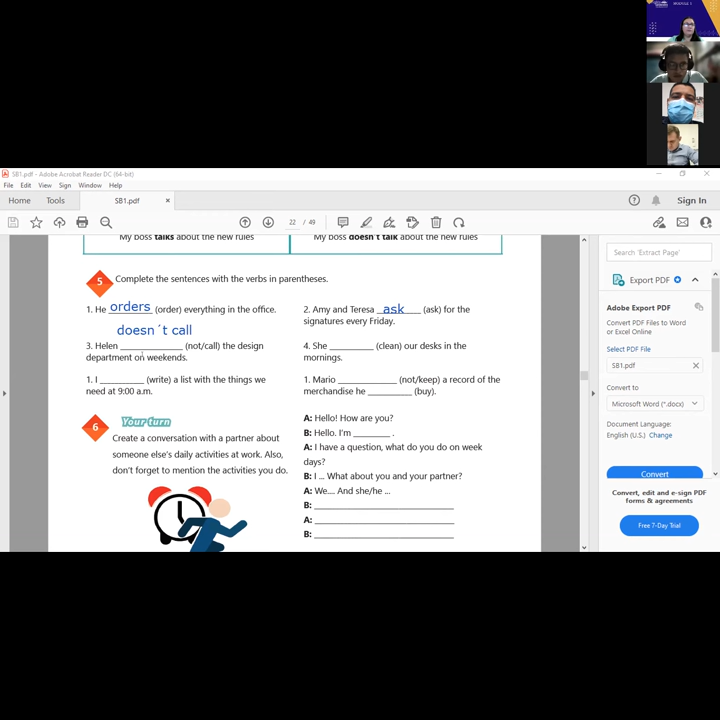 MODULE 2
SB1.pdf - Adobe Acrobat Reader DC (64-bit)
File Edit View Sign Window Help
Home Tools SB1.pdf × Sign In
22 / 49
My boss talks about the new rules
My boss doesn't talk about the new rules
5 Complete the sentences with the verbs in parentheses.
1. He orders (order) everything in the office.
2. Amy and Teresa ask (ask) for the
signatures every Friday.
doesn´t call
3. Helen ______________ (not/call) the design
department on weekends.
4. She __________ (clean) our desks in the
mornings.
1. I __________ (write) a list with the things we
need at 9:00 a.m.
1. Mario _____________ (not/keep) a record of the
merchandise he __________ (buy).
6 Your turn
Create a conversation with a partner about
someone else's daily activities at work. Also,
don't forget to mention the activities you do.
A: Hello! How are you?
B: Hello. I'm ________ .
A: I have a question, what do you do on week
days?
B: I ... What about you and your partner?
A: We.... And she/he ...
B: ______________________________
A: ______________________________
B: ______________________________
Search 'Extract Page'
Export PDF
Adobe Export PDF
Convert PDF Files to Word
or Excel Online
Select PDF File
SB1.pdf ×
Convert to
Microsoft Word (*.docx)
Document Language:
English (U.S.) Change
Convert
Convert, edit and e-sign PDF
forms & agreements
Free 7-Day Trial